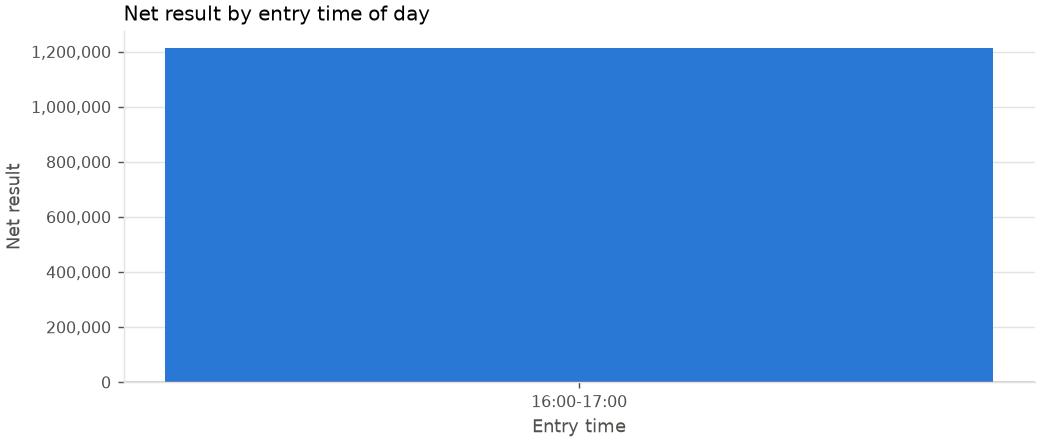 Net result by entry time of day
1,200,000
1,000,000
800,000
600,000
400,000
200,000
0
Net result
16:00-17:00
Entry time